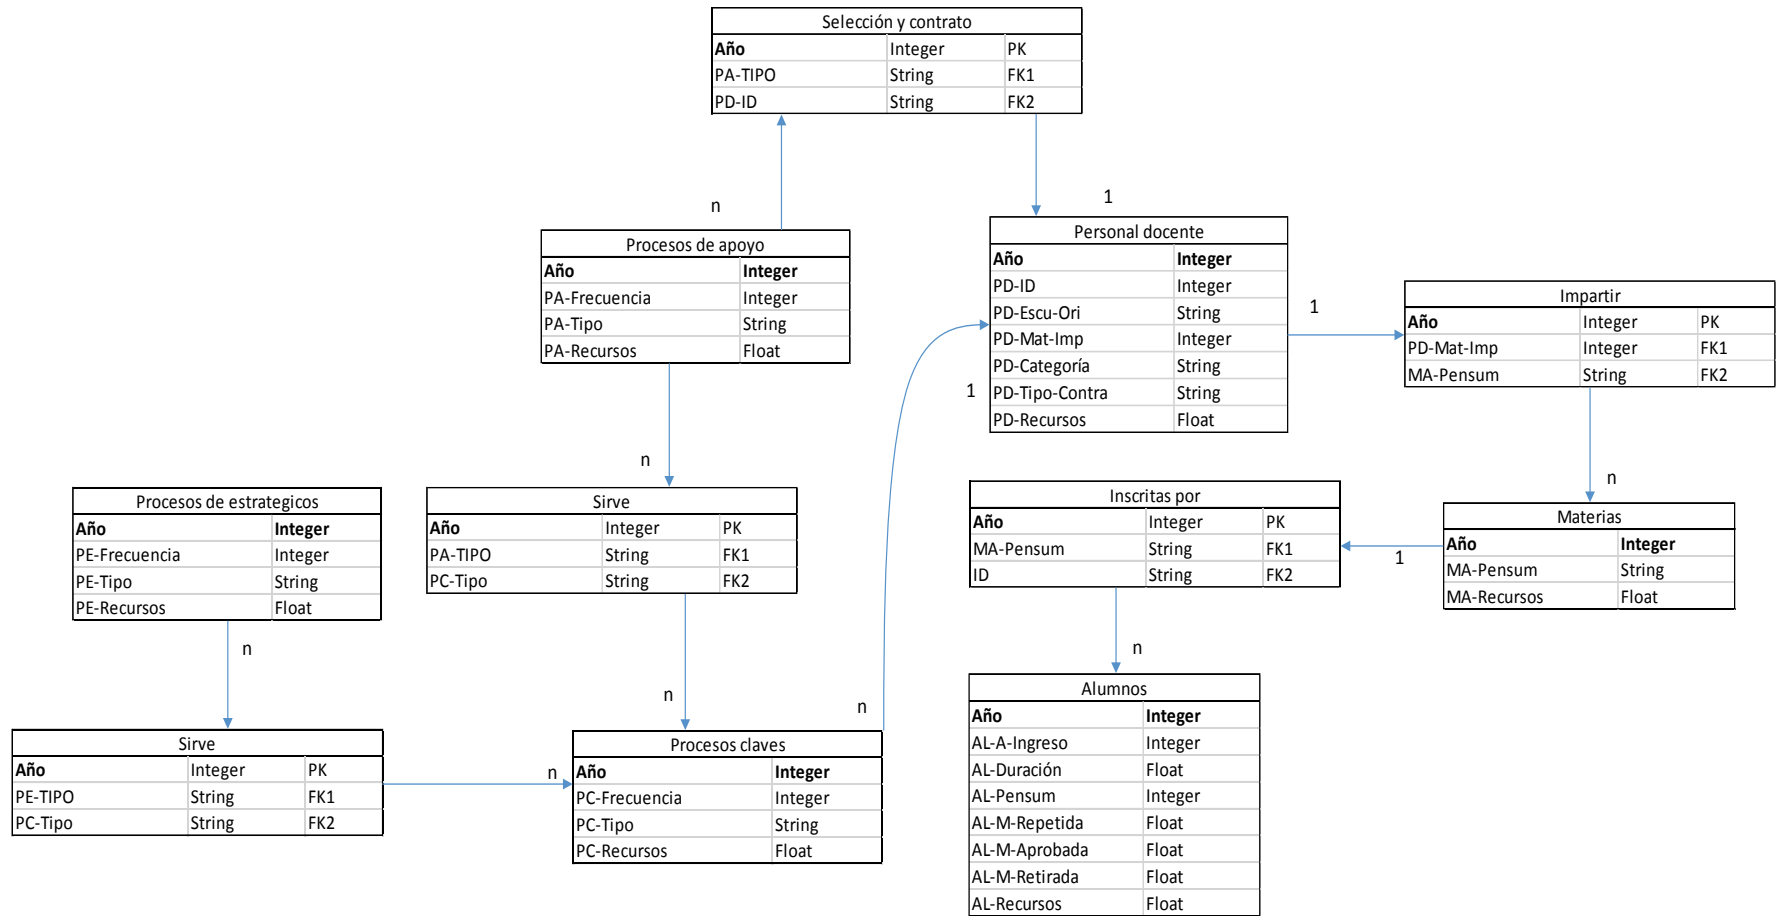 Selección y contrato
Año Integer PK
PA-TIPO String FK1
PD-ID String FK2
n
1
Procesos de apoyo
Año Integer
PA-Frecuencia Integer
PA-Tipo String
PA-Recursos Float
Personal docente
Año Integer
PD-ID Integer
PD-Escu-Ori String
PD-Mat-Imp Integer
PD-Categoría String
PD-Tipo-Contra String
PD-Recursos Float
1
1
Impartir
Año Integer PK
PD-Mat-Imp Integer FK1
MA-Pensum String FK2
n
n
Procesos de estrategicos
Año Integer
PE-Frecuencia Integer
PE-Tipo String
PE-Recursos Float
Sirve
Año Integer PK
PA-TIPO String FK1
PC-Tipo String FK2
Inscritas por
Año Integer PK
MA-Pensum String FK1
ID String FK2
1
Materias
Año Integer
MA-Pensum String
MA-Recursos Float
n
n
n
n
Sirve
Año Integer PK
PE-TIPO String FK1
PC-Tipo String FK2
n
Procesos claves
Año Integer
PC-Frecuencia Integer
PC-Tipo String
PC-Recursos Float
Alumnos
Año Integer
AL-A-Ingreso Integer
AL-Duración Float
AL-Pensum Integer
AL-M-Repetida Float
AL-M-Aprobada Float
AL-M-Retirada Float
AL-Recursos Float